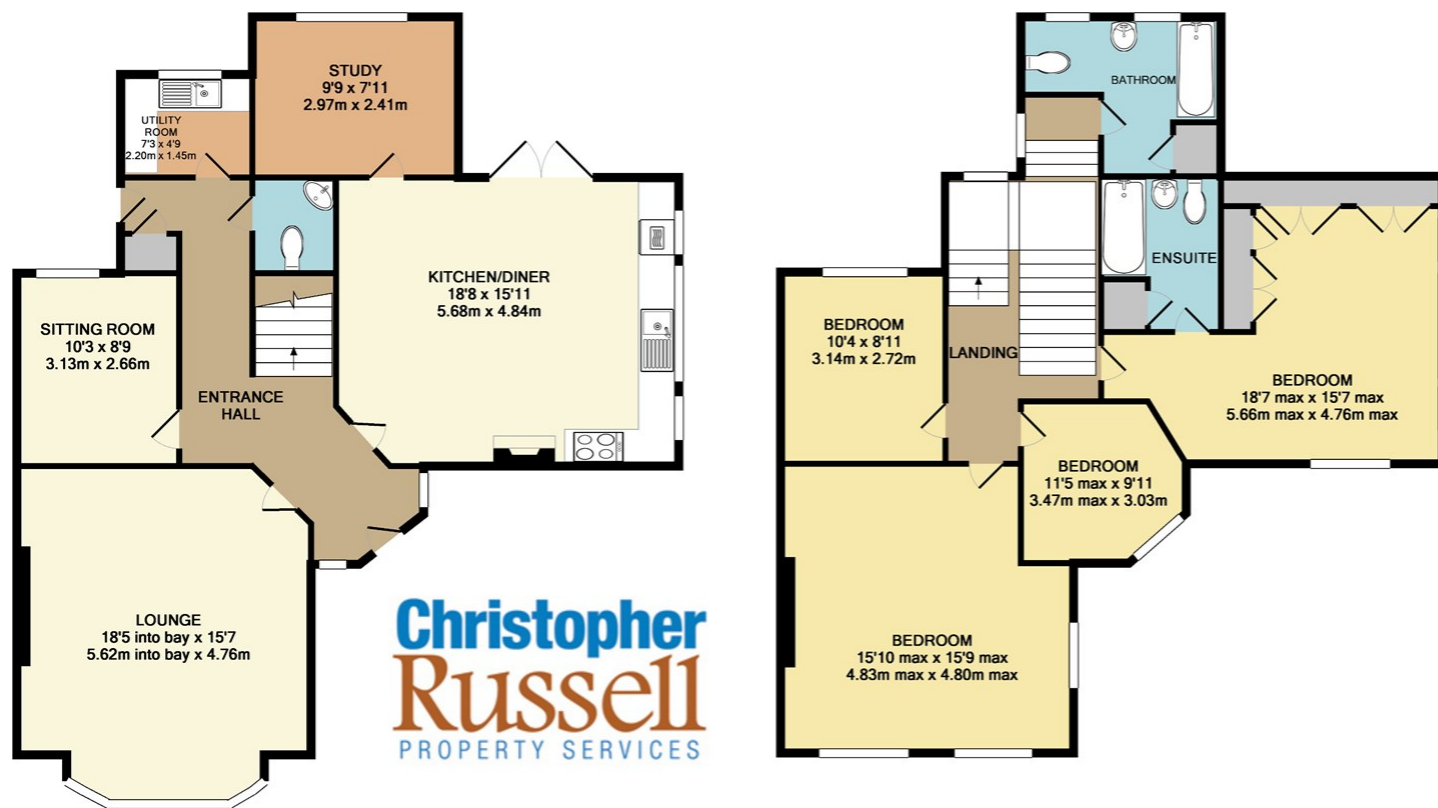 STUDY
9'9 x 7'11
2.97m x 2.41m
UTILITY
ROOM
7'3 x 4'9
2.20m x 1.45m
KITCHEN/DINER
18'8 x 15'11
5.68m x 4.84m
SITTING ROOM
10'3 x 8'9
3.13m x 2.66m
ENTRANCE
HALL
LOUNGE
18'5 into bay x 15'7
5.62m into bay x 4.76m
Christopher
Russell
PROPERTY SERVICES
BATHROOM
ENSUITE
BEDROOM
10'4 x 8'11
3.14m x 2.72m
LANDING
BEDROOM
18'7 max x 15'7 max
5.66m max x 4.76m max
BEDROOM
11'5 max x 9'11
3.47m max x 3.03m
BEDROOM
15'10 max x 15'9 max
4.83m max x 4.80m max